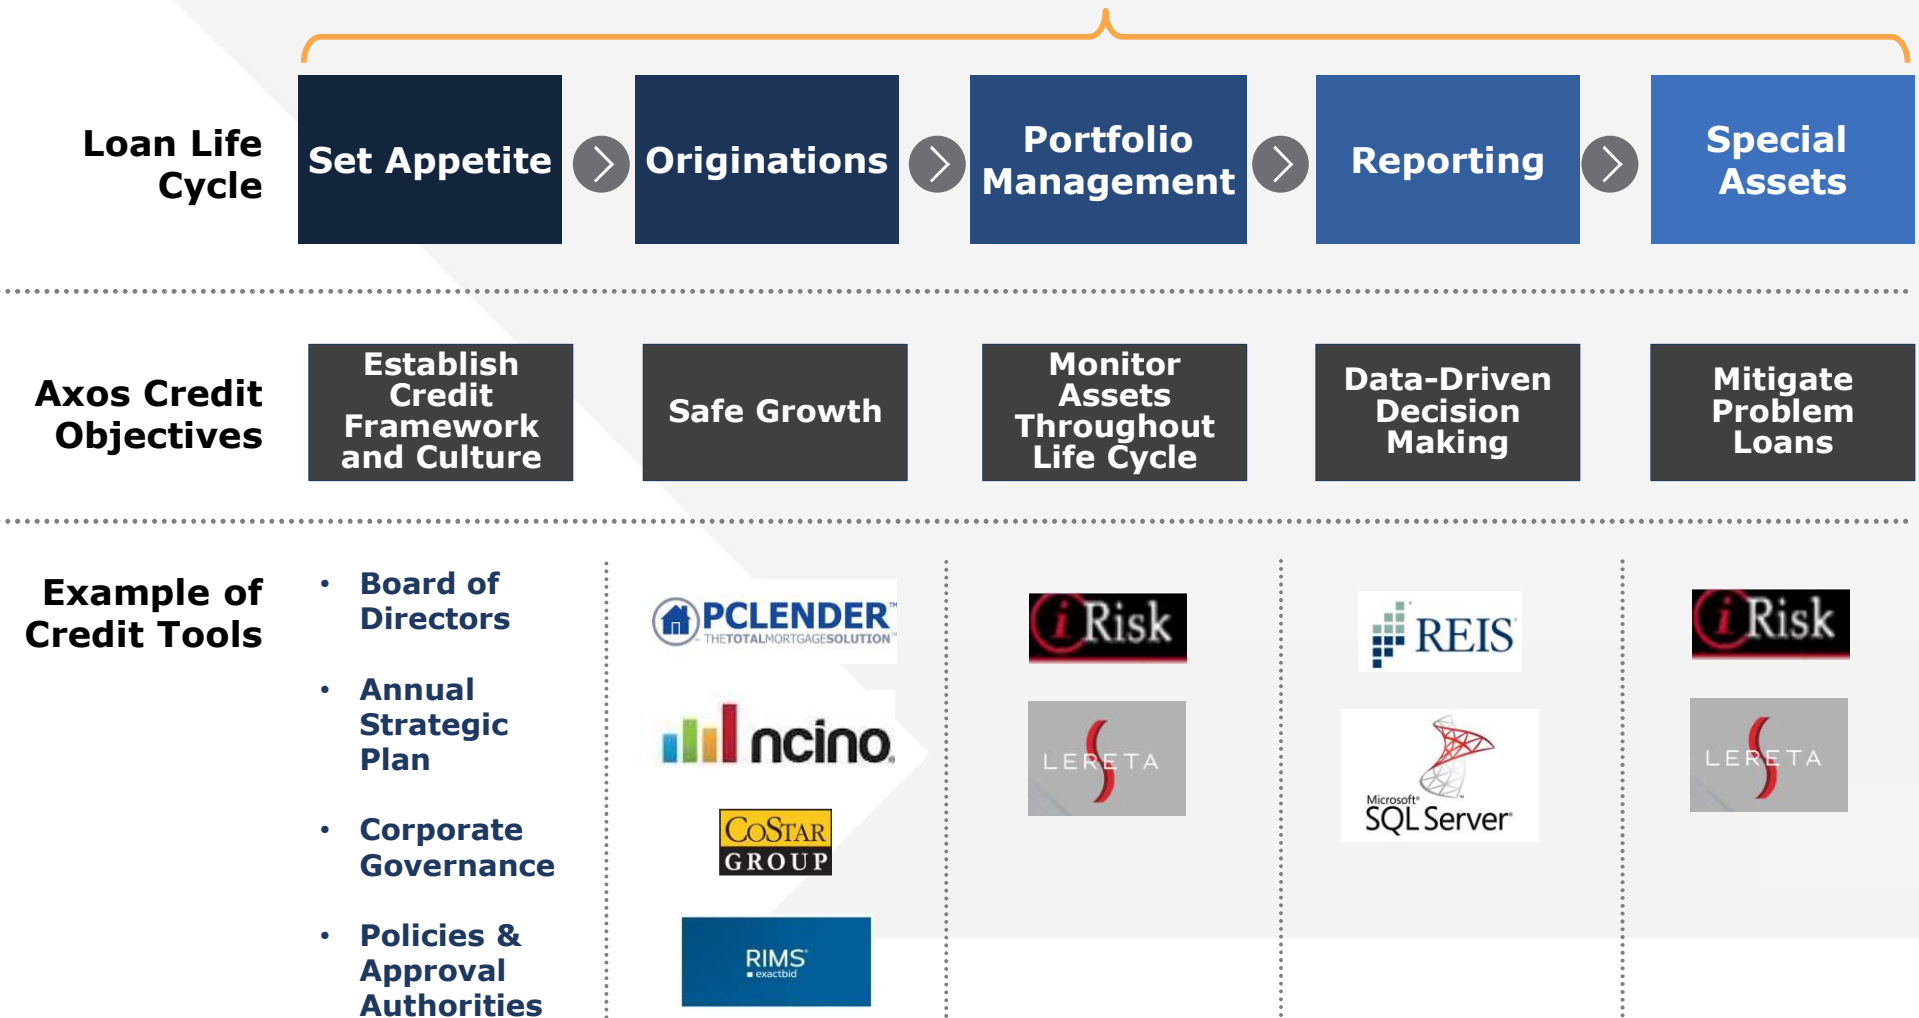 Loan Life
Cycle
Set Appetite
Originations
Portfolio
Management
Reporting
Special
Assets
Axos Credit
Objectives
Establish
Credit
Framework
and Culture
Safe Growth
Monitor
Assets
Throughout
Life Cycle
Data-Driven
Decision
Making
Mitigate
Problem
Loans
Example of
Credit Tools
• Board of
Directors
• Annual
Strategic
Plan
• Corporate
Governance
• Policies &
Approval
Authorities
PCLENDER™
THETOTALMORTGAGESOLUTION™
ncino
COSTAR
GROUP
RIMS
exactbid
iRisk
LERETA
REIS
Microsoft®
SQL Server
iRisk
LERETA